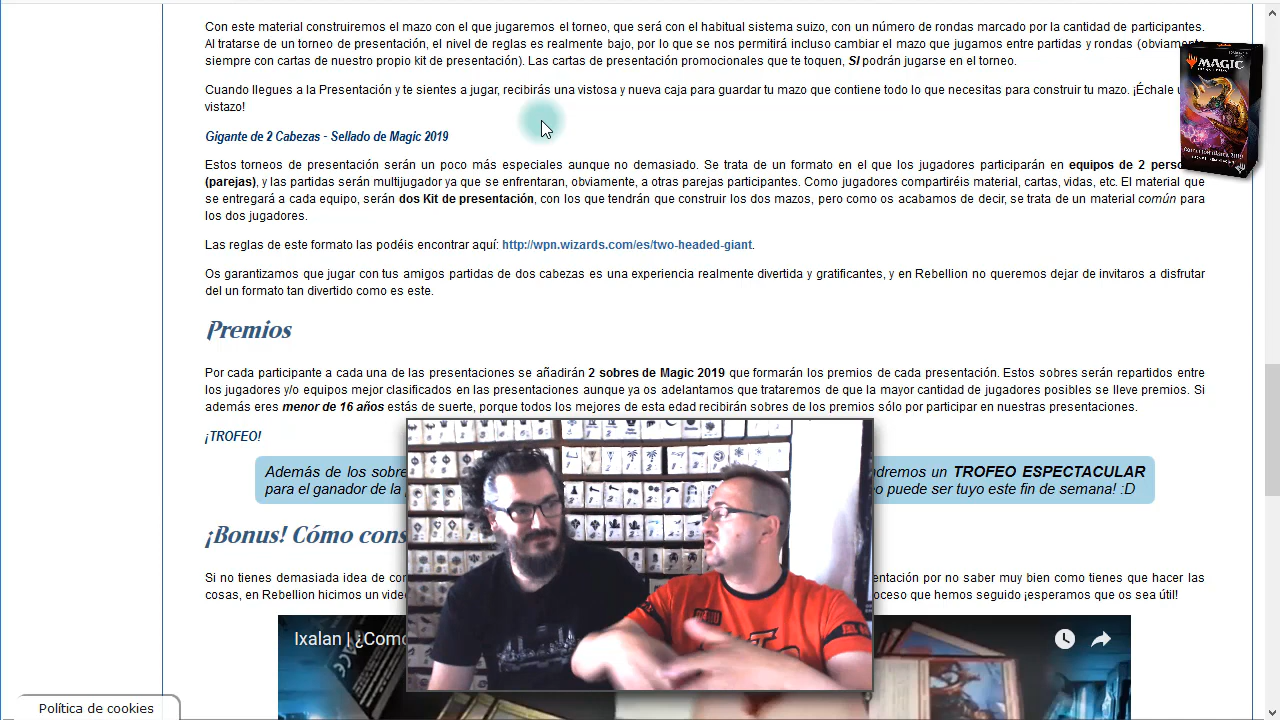 Con este material construiremos el mazo con el que jugaremos el torneo, que será con el habitual sistema suizo, con un número de rondas marcado por la cantidad de participantes.
Al tratarse de un torneo de presentación, el nivel de reglas es realmente bajo, por lo que se nos permitirá incluso cambiar el mazo que jugamos entre partidas y rondas (obviamente
siempre con cartas de nuestro propio kit de presentación). Las cartas de presentación promocionales que te toquen, SI podrán jugarse en el torneo.
Cuando llegues a la Presentación y te sientes a jugar, recibirás una vistosa y nueva caja para guardar tu mazo que contiene todo lo que necesitas para construir tu mazo. ¡Échale
vistazo!
MAGIC
Gigante de 2 Cabezas - Sellado de Magic 2019
Estos torneos de presentación serán un poco más especiales aunque no demasiado. Se trata de un formato en el que los jugadores participarán en equipos de 2
(parejas), y las partidas serán multijugador ya que se enfrentaran, obviamente, a otras parejas participantes. Como jugadores compartiréis material, cartas, vidas, etc. El material que
se entregará a cada equipo, serán dos Kit de presentación, con los que tendrán que construir los dos mazos, pero como os acabamos de decir, se trata de un material común para
los dos jugadores.
Las reglas de este formato las podéis encontrar aquí: http://wpn.wizards.com/es/two-headed-giant.
Os garantizamos que jugar con tus amigos partidas de dos cabezas es una experiencia realmente divertida y gratificantes, y en Rebellion no queremos dejar de invitaros a disfrutar
del un formato tan divertido como es este.
Premios
Por cada participante a cada una de las presentaciones se añadirán 2 sobres de Magic 2019 que formarán los premios de cada presentación. Estos sobres serán repartidos entre
los jugadores y/o equipos mejor clasificados en las presentaciones aunque ya os adelantamos que trataremos de que la mayor cantidad de jugadores posibles se lleve premios. Si
además eres menor de 16 años estás de suerte, porque todos los mejores de esta edad recibirán sobres de los premios sólo por participar en nuestras presentaciones.
¡TROFEO!
Además de los sobre ndremos un TROFEO ESPECTACULAR
para el ganador de la o puede ser tuyo este fin de semana! :D
¡Bonus! Cómo cons
Si no tienes demasiada idea de co entación por no saber muy bien como tienes que hacer las
cosas, en Rebellion hicimos un vide oceso que hemos seguido ¡esperamos que os sea útil!
Ixalan | ¿Como
Política de cookies